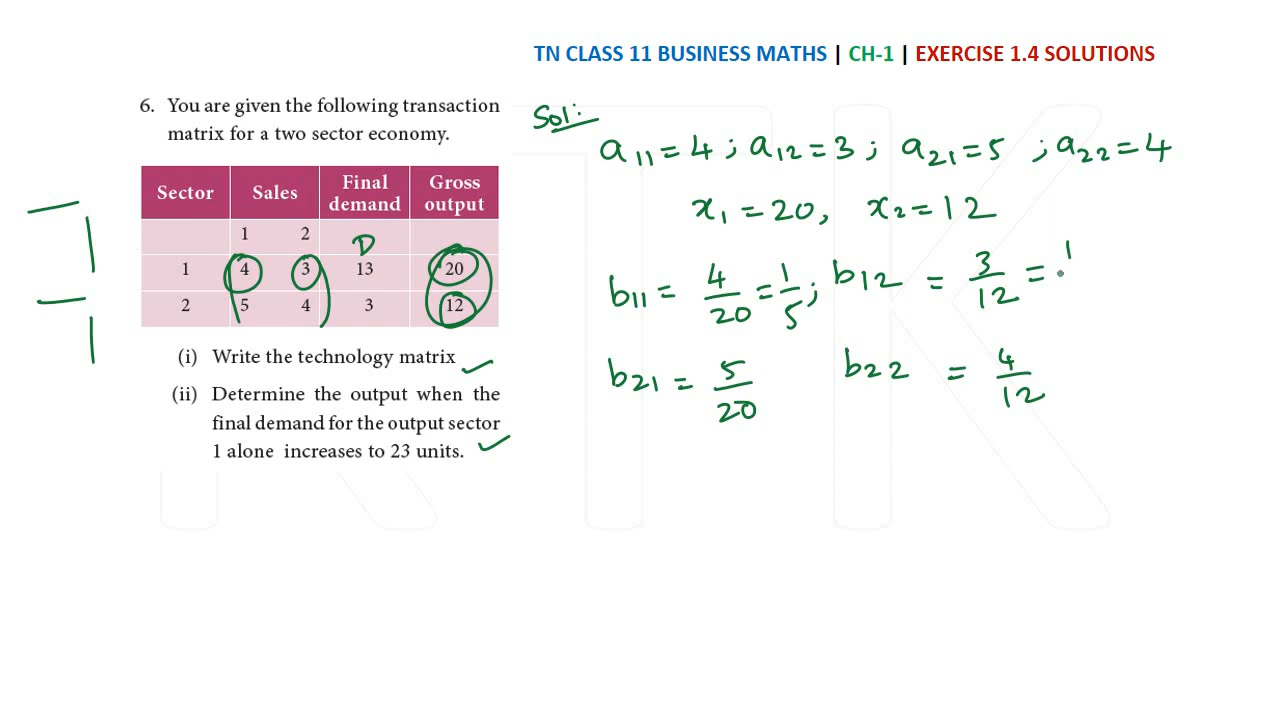 TN CLASS 11 BUSINESS MATHS | CH-1 | EXERCISE 1.4 SOLUTIONS
6. You are given the following transaction
matrix for a two sector economy.
Sector Sales Final demand Gross output
1 2 D
1 4 3 13 20
2 5 4 3 12
(i) Write the technology matrix
(ii) Determine the output when the
final demand for the output sector
1 alone increases to 23 units.
Sol:
a11 = 4 ; a12 = 3 ; a21 = 5 ; a22 = 4
x1 = 20, x2 = 12
b11 = 4/20 = 1/5 ; b12 = 3/12 = 1
b21 = 5/20 b22 = 4/12